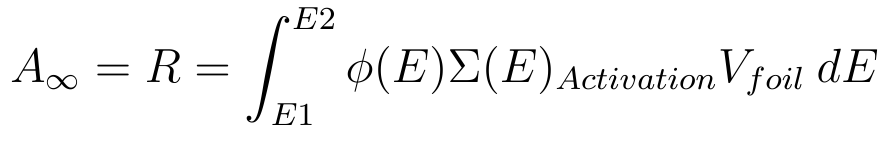 A∞ = R = ∫_{E1}^{E2} ϕ(E)Σ(E)_{Activation}V_{foil} dE